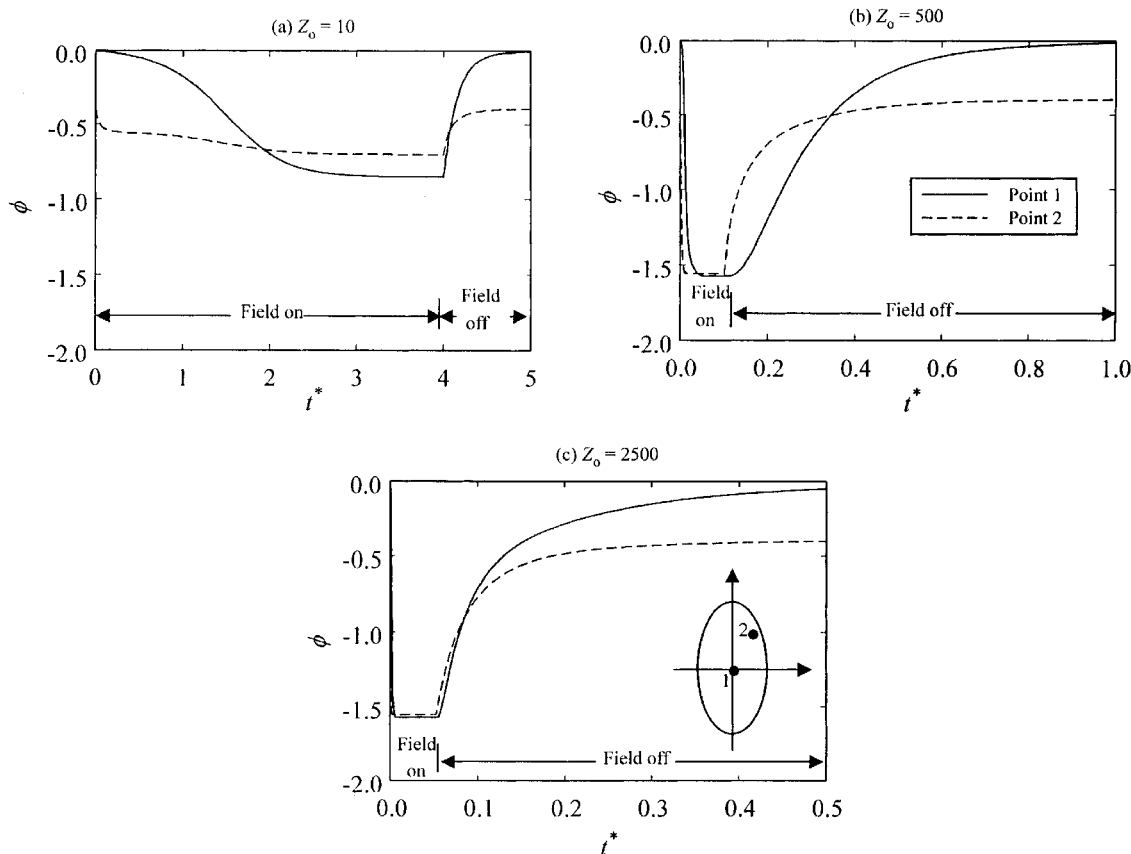 (a) Zo = 10
0.0
-0.5
-1.0
-1.5
-2.0
ϕ
Field on
Field
off
0 1 2 3 4 5
t*
(b) Zo = 500
0.0
-0.5
-1.0
-1.5
-2.0
ϕ
Point 1
Point 2
Field
on
Field off
0.0 0.2 0.4 0.6 0.8 1.0
t*
(c) Zo = 2500
0.0
-0.5
-1.0
-1.5
-2.0
ϕ
2
1
Field
on
Field off
0.0 0.1 0.2 0.3 0.4 0.5
t*